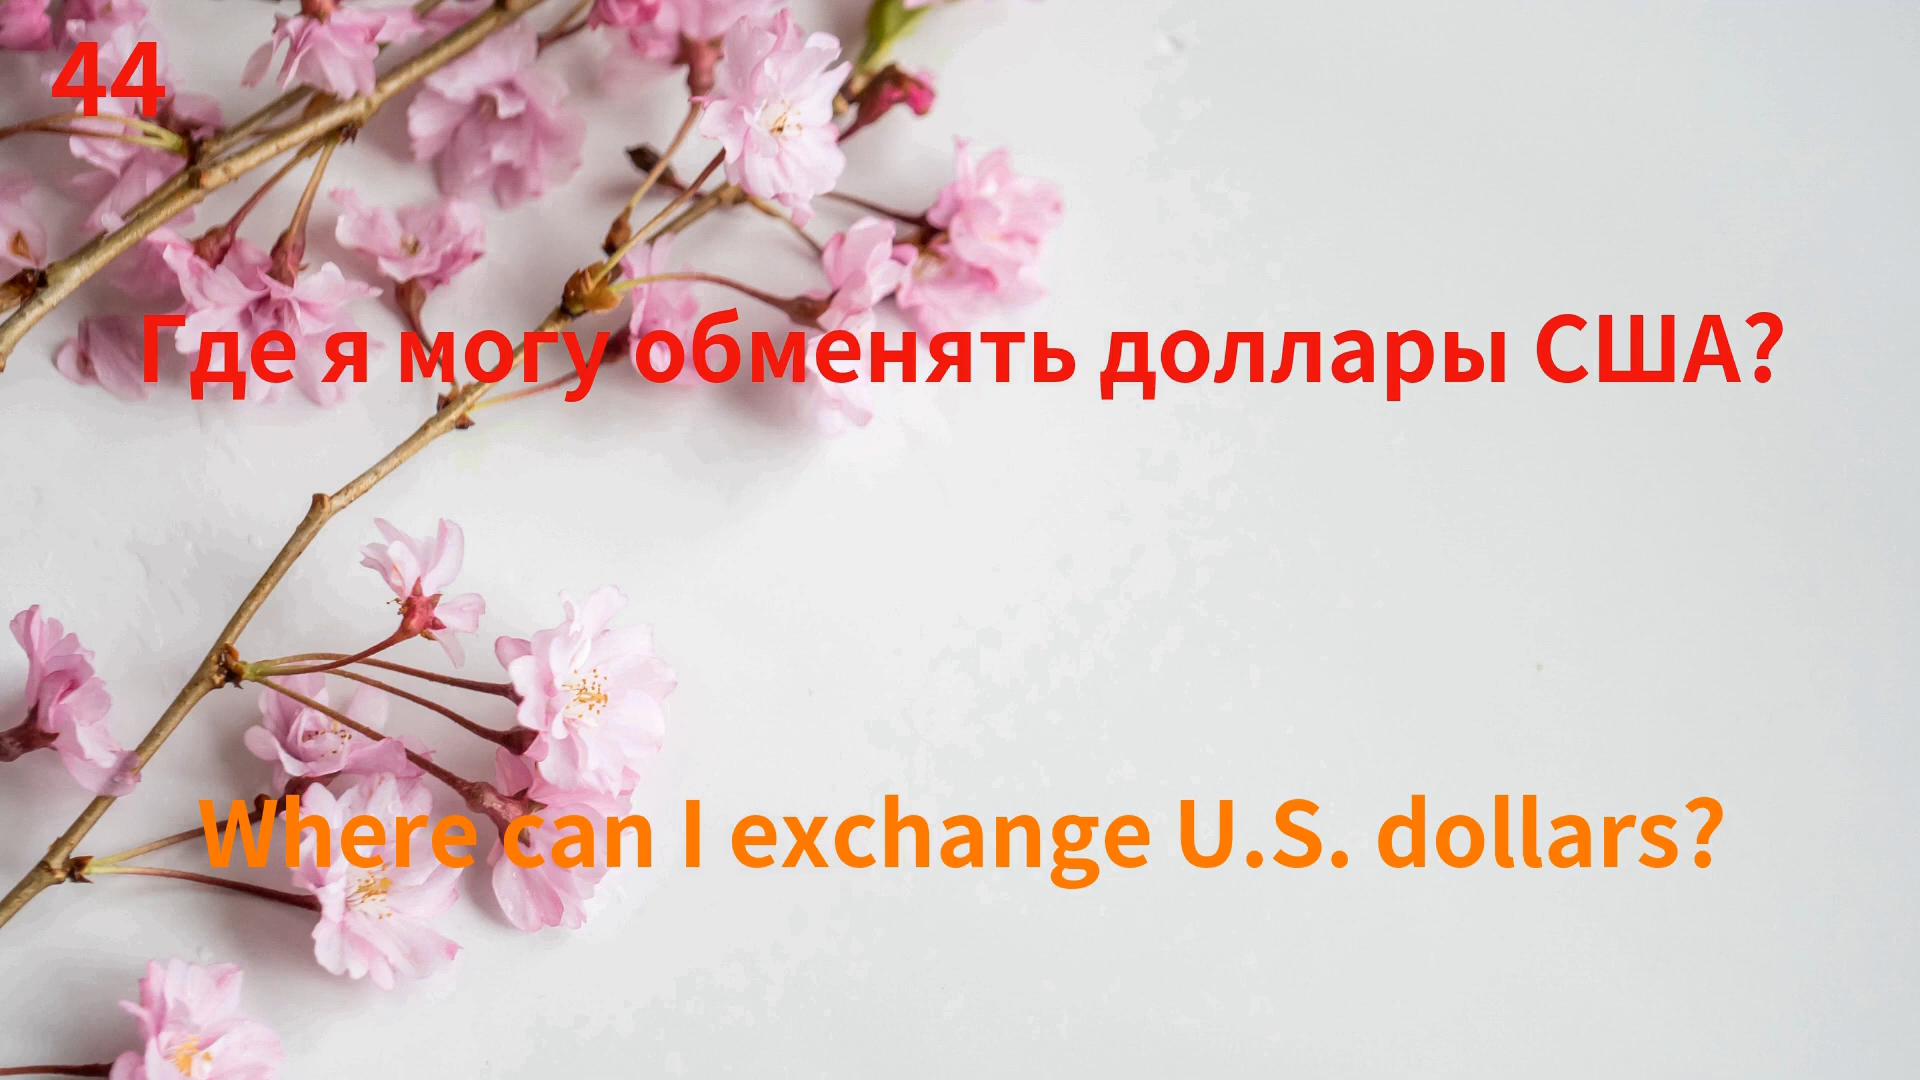 44
Где я могу обменять доллары США?
Where can I exchange U.S. dollars?